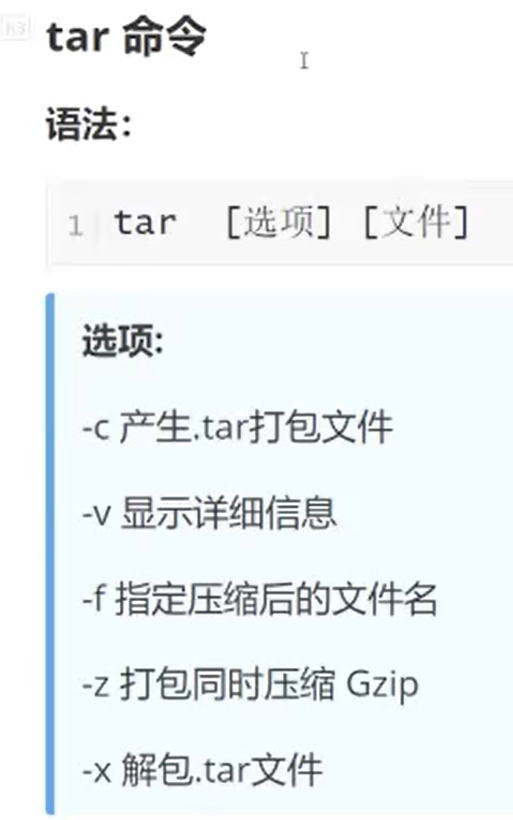 h3
tar 命令
语法：
1 tar [选项] [文件]
选项:
-c 产生.tar打包文件
-v 显示详细信息
-f 指定压缩后的文件名
-z 打包同时压缩 Gzip
-x 解包.tar文件